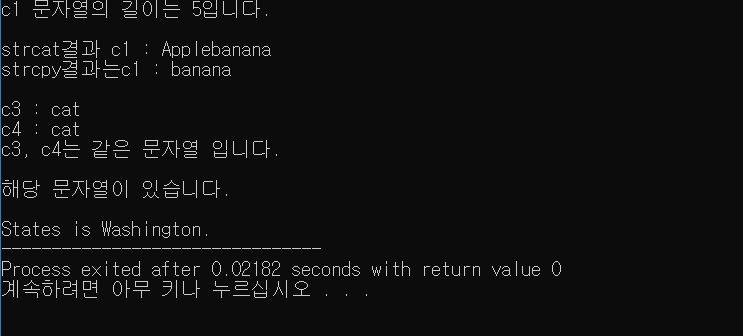 c1 문자열의 길이는 5입니다.
strcat결과 c1 : Applebanana
strcpy결과는c1 : banana
c3 : cat
c4 : cat
c3, c4는 같은 문자열 입니다.
해당 문자열이 있습니다.
States is Washington.
--------------------------------
Process exited after 0.02182 seconds with return value 0
계속하려면 아무 키나 누르십시오 . . .